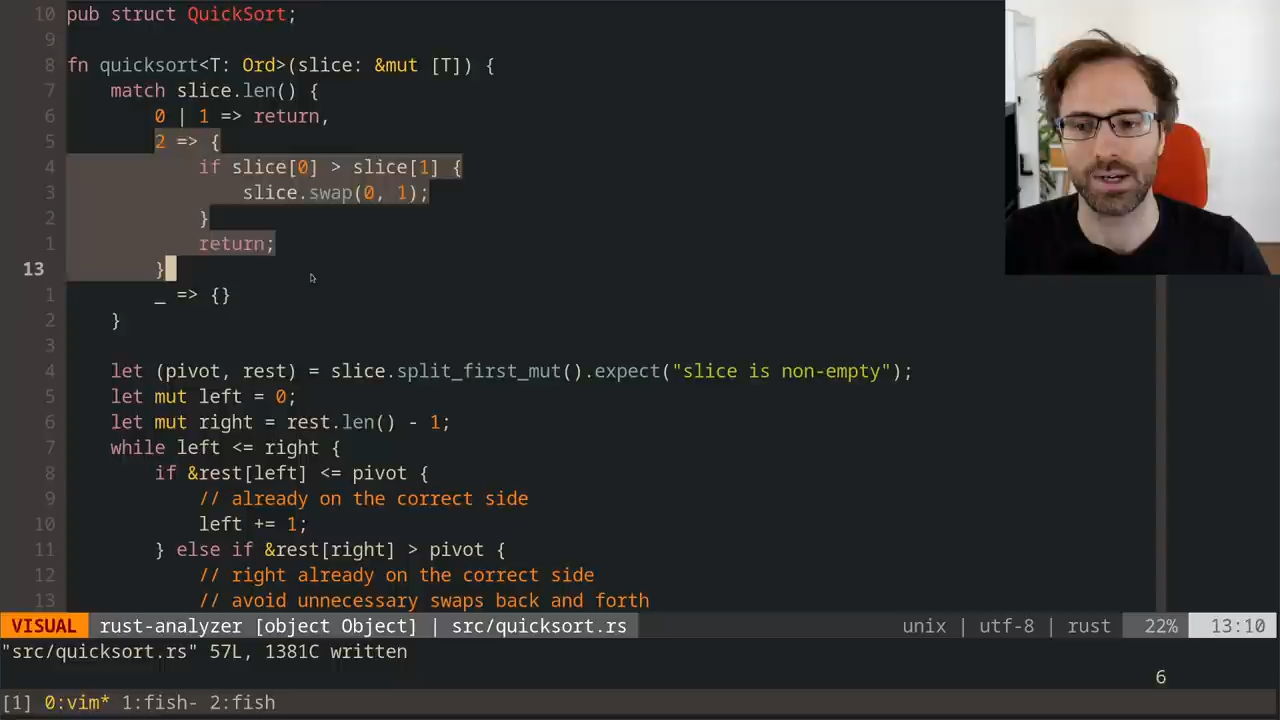 10 pub struct QuickSort;
9
8 fn quicksort<T: Ord>(slice: &mut [T]) {
7     match slice.len() {
6         0 | 1 => return,
5         2 => {
4             if slice[0] > slice[1] {
3                 slice.swap(0, 1);
2             }
1             return;
13         }
1         _ => {}
2     }
3
4     let (pivot, rest) = slice.split_first_mut().expect("slice is non-empty");
5     let mut left = 0;
6     let mut right = rest.len() - 1;
7     while left <= right {
8         if &rest[left] <= pivot {
9             // already on the correct side
10             left += 1;
11         } else if &rest[right] > pivot {
12             // right already on the correct side
13             // avoid unnecessary swaps back and forth
VISUAL rust-analyzer [object Object] | src/quicksort.rs unix | utf-8 | rust 22% 13:10
"src/quicksort.rs" 57L, 1381C written
6
[1] 0:vim* 1:fish- 2:fish